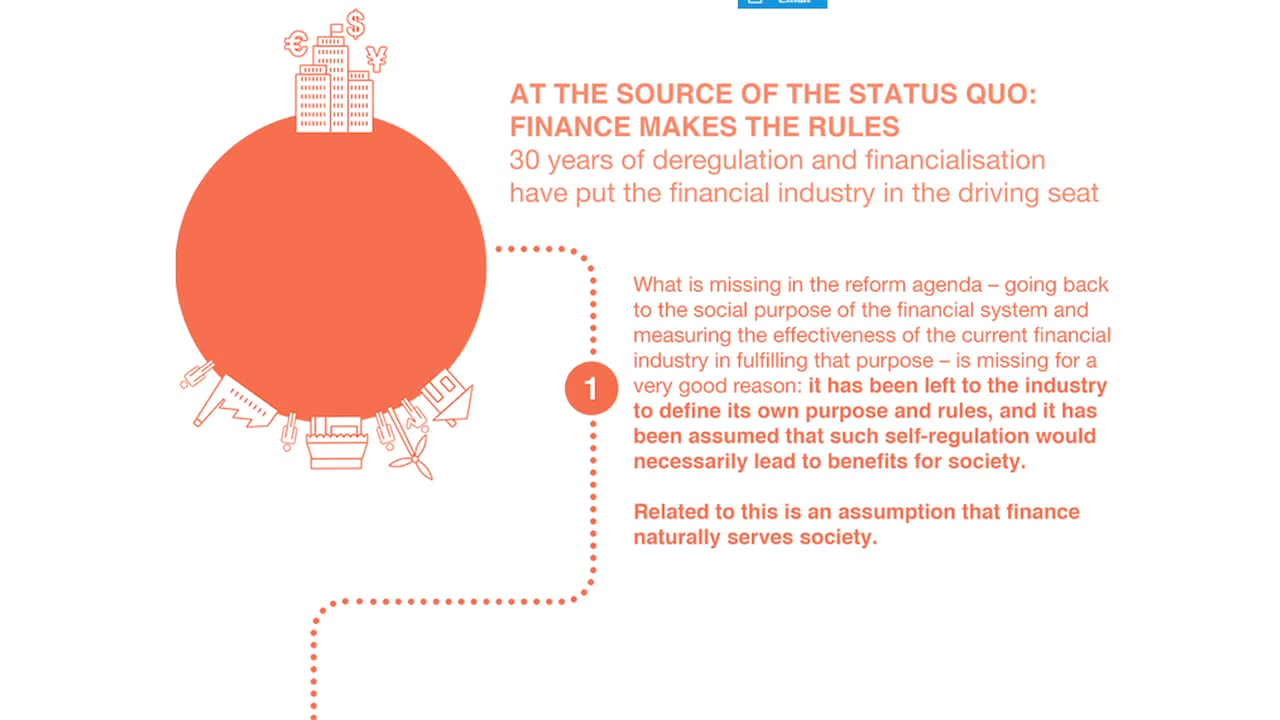 Email
€ $ ¥
AT THE SOURCE OF THE STATUS QUO:
FINANCE MAKES THE RULES
30 years of deregulation and financialisation
have put the financial industry in the driving seat
What is missing in the reform agenda – going back
to the social purpose of the financial system and
measuring the effectiveness of the current financial
industry in fulfilling that purpose – is missing for a
very good reason: it has been left to the industry
to define its own purpose and rules, and it has
been assumed that such self-regulation would
necessarily lead to benefits for society.
1
Related to this is an assumption that finance
naturally serves society.